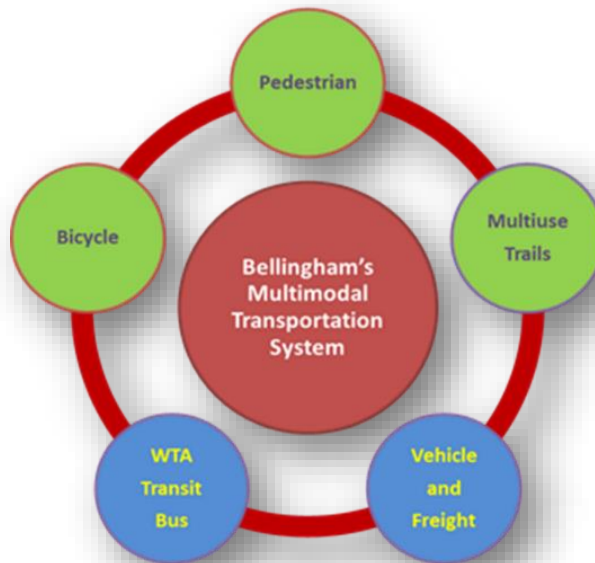 Pedestrian
Bicycle
Multiuse
Trails
Bellingham's
Multimodal
Transportation
System
WTA
Transit
Bus
Vehicle
and
Freight